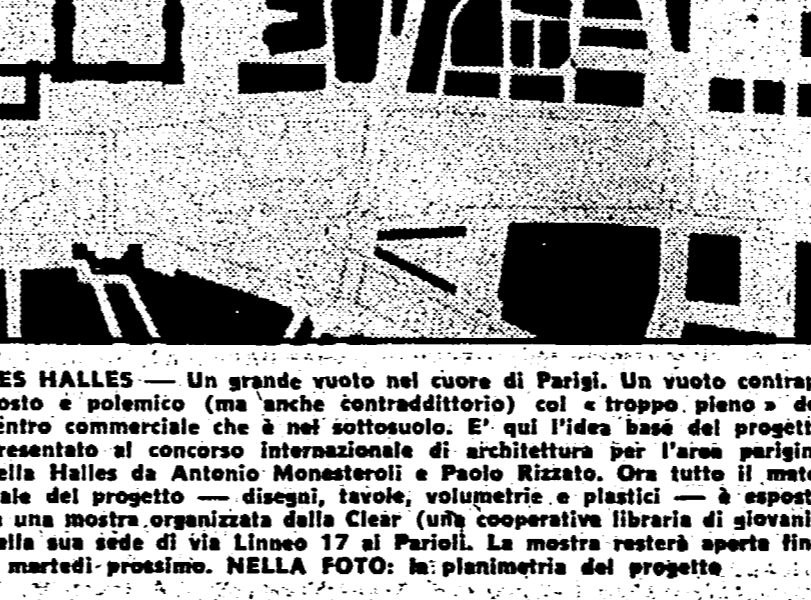 ES HALLES — Un grande vuoto nel cuore di Parigi. Un vuoto contrap
osto e polemico (ma anche contraddittorio) col « troppo pieno » de
entro commerciale che è nel sottosuolo. E' qui l'idea base del progett
resentato al concorso internazionale di architettura per l'area parigin
ella Halles da Antonio Monesteroli e Paolo Rizzato. Ora tutto il mate
ale del progetto — disegni, tavole, volumetrie e plastici — è espost
una mostra organizzata dalla Clear (una cooperativa libraria di giovani
ella sua sede di via Linneo 17 ai Parioli. La mostra resterà aperta fin
martedì prossimo. NELLA FOTO: la planimetria del progetto